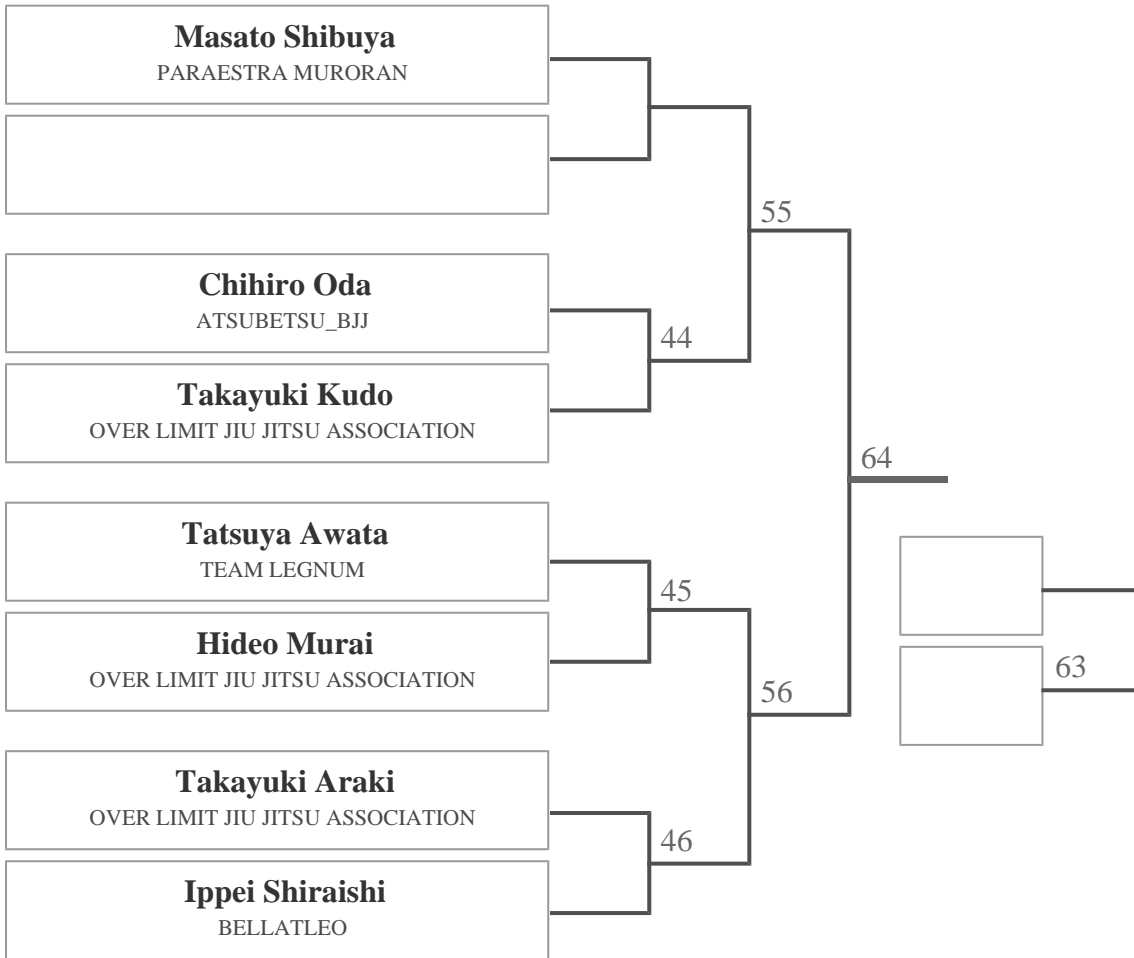 Masato Shibuya
PARAESTRA MURORAN
55
Chihiro Oda
ATSUBETSU_BJJ
44
Takayuki Kudo
OVER LIMIT JIU JITSU ASSOCIATION
64
Tatsuya Awata
TEAM LEGNUM
45
Hideo Murai
OVER LIMIT JIU JITSU ASSOCIATION
63
56
Takayuki Araki
OVER LIMIT JIU JITSU ASSOCIATION
46
Ippei Shiraishi
BELLATLEO